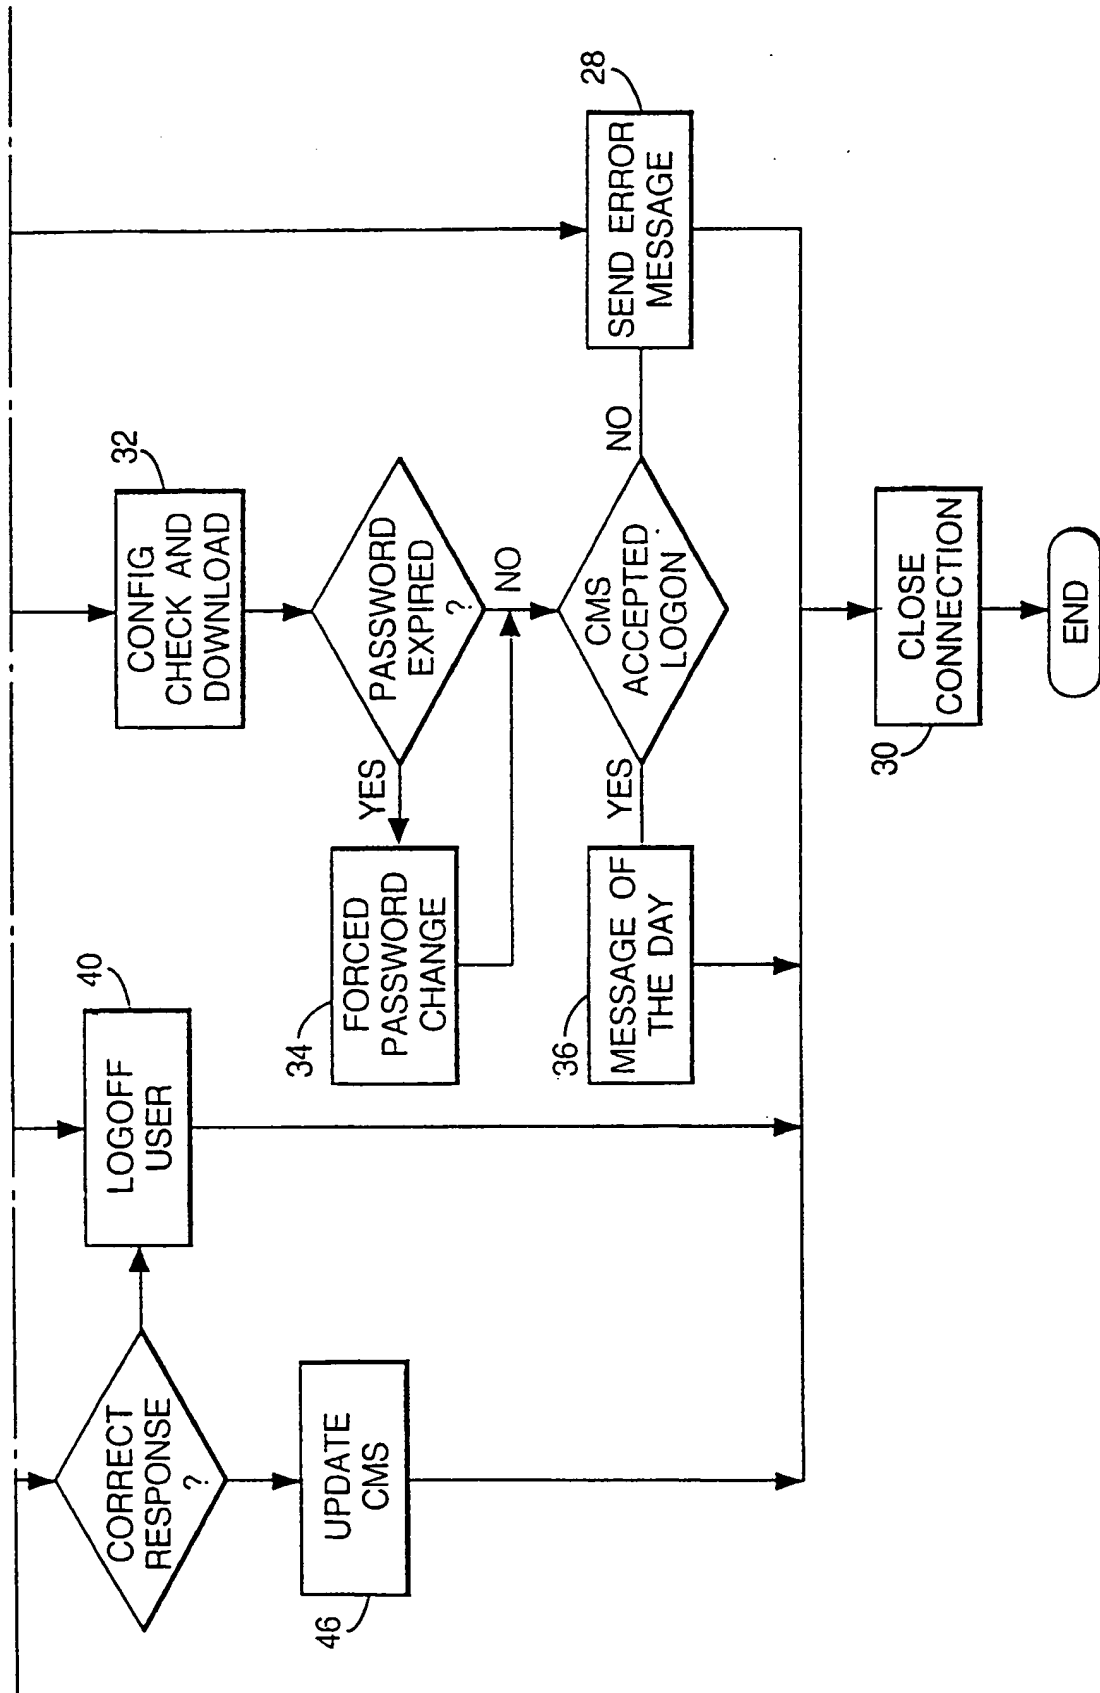 CORRECT
RESPONSE
?
UPDATE
CMS
46
LOGOFF
USER
40
CONFIG
CHECK AND
DOWNLOAD
32
PASSWORD
EXPIRED
?
YES
NO
FORCED
PASSWORD
CHANGE
34
CMS
ACCEPTED
LOGON
YES
NO
MESSAGE OF
THE DAY
36
SEND ERROR
MESSAGE
28
CLOSE
CONNECTION
30
END